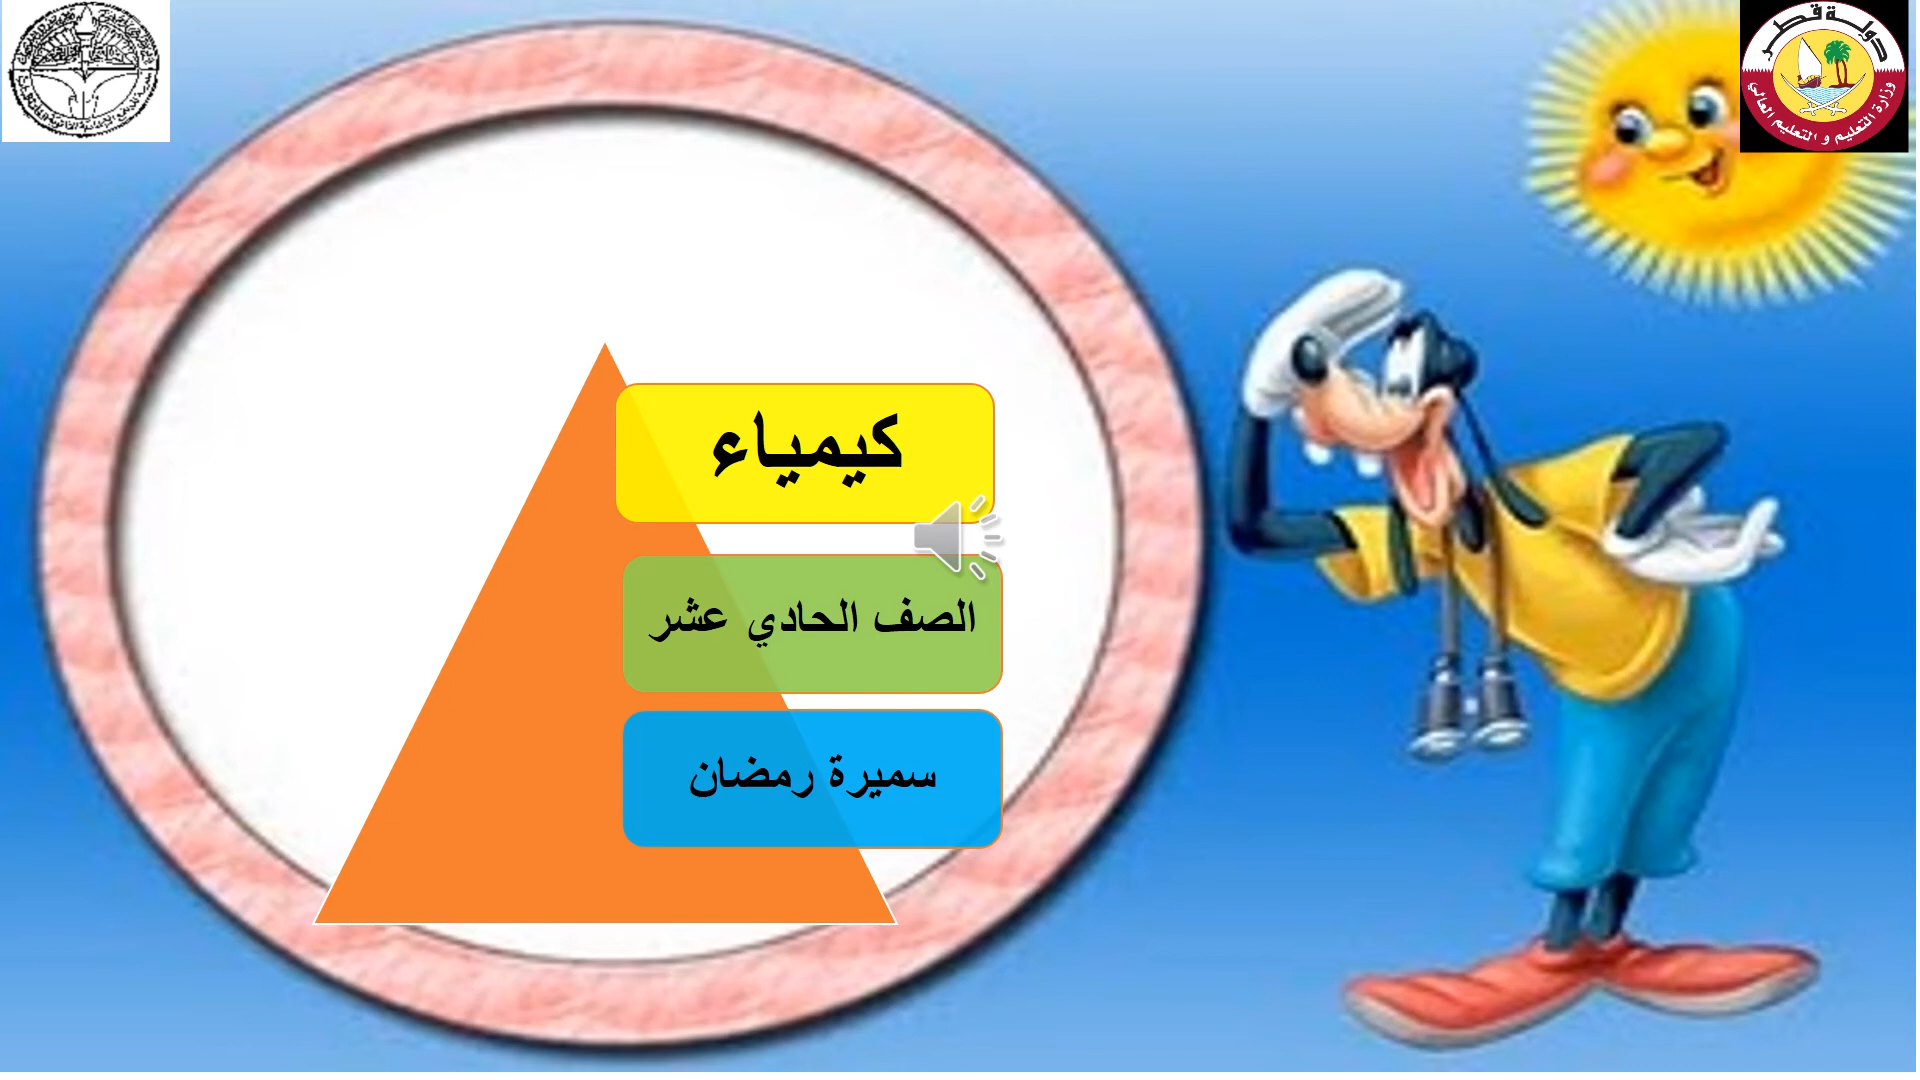 دولة قطر
وزارة التعليم و التعليم العالي
كيمياء
الصف الحادي عشر
سميرة رمضان